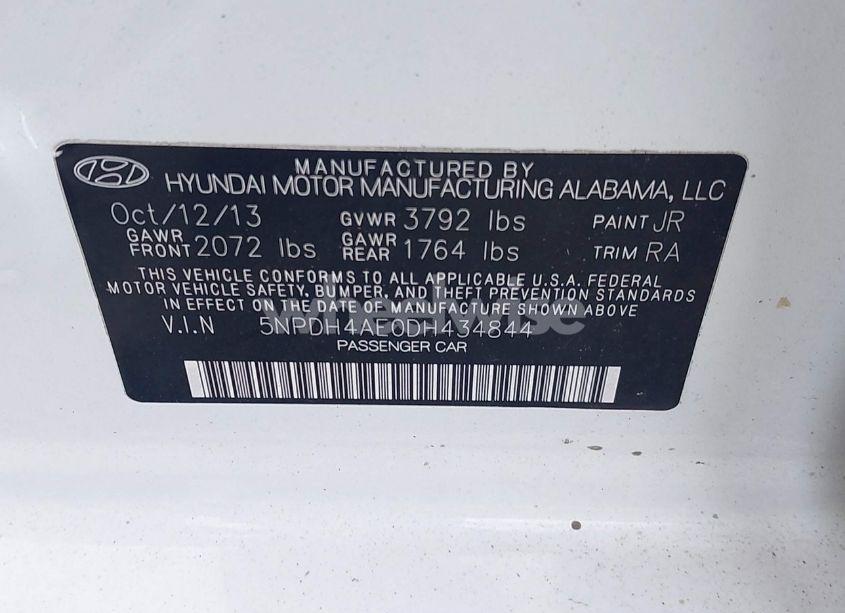 MANUFACTURED BY
HYUNDAI MOTOR MANUFACTURING ALABAMA, LLC
Oct/12/13 GVWR 3792 lbs PAINT JR
GAWR FRONT 2072 lbs GAWR REAR 1764 lbs TRIM RA
THIS VEHICLE CONFORMS TO ALL APPLICABLE U.S.A. FEDERAL
MOTOR VEHICLE SAFETY, BUMPER, AND THEFT PREVENTION STANDARDS
IN EFFECT ON THE DATE OF MANUFACTURE SHOWN ABOVE
V.I.N 5NPDH4AE0DH434844
PASSENGER CAR